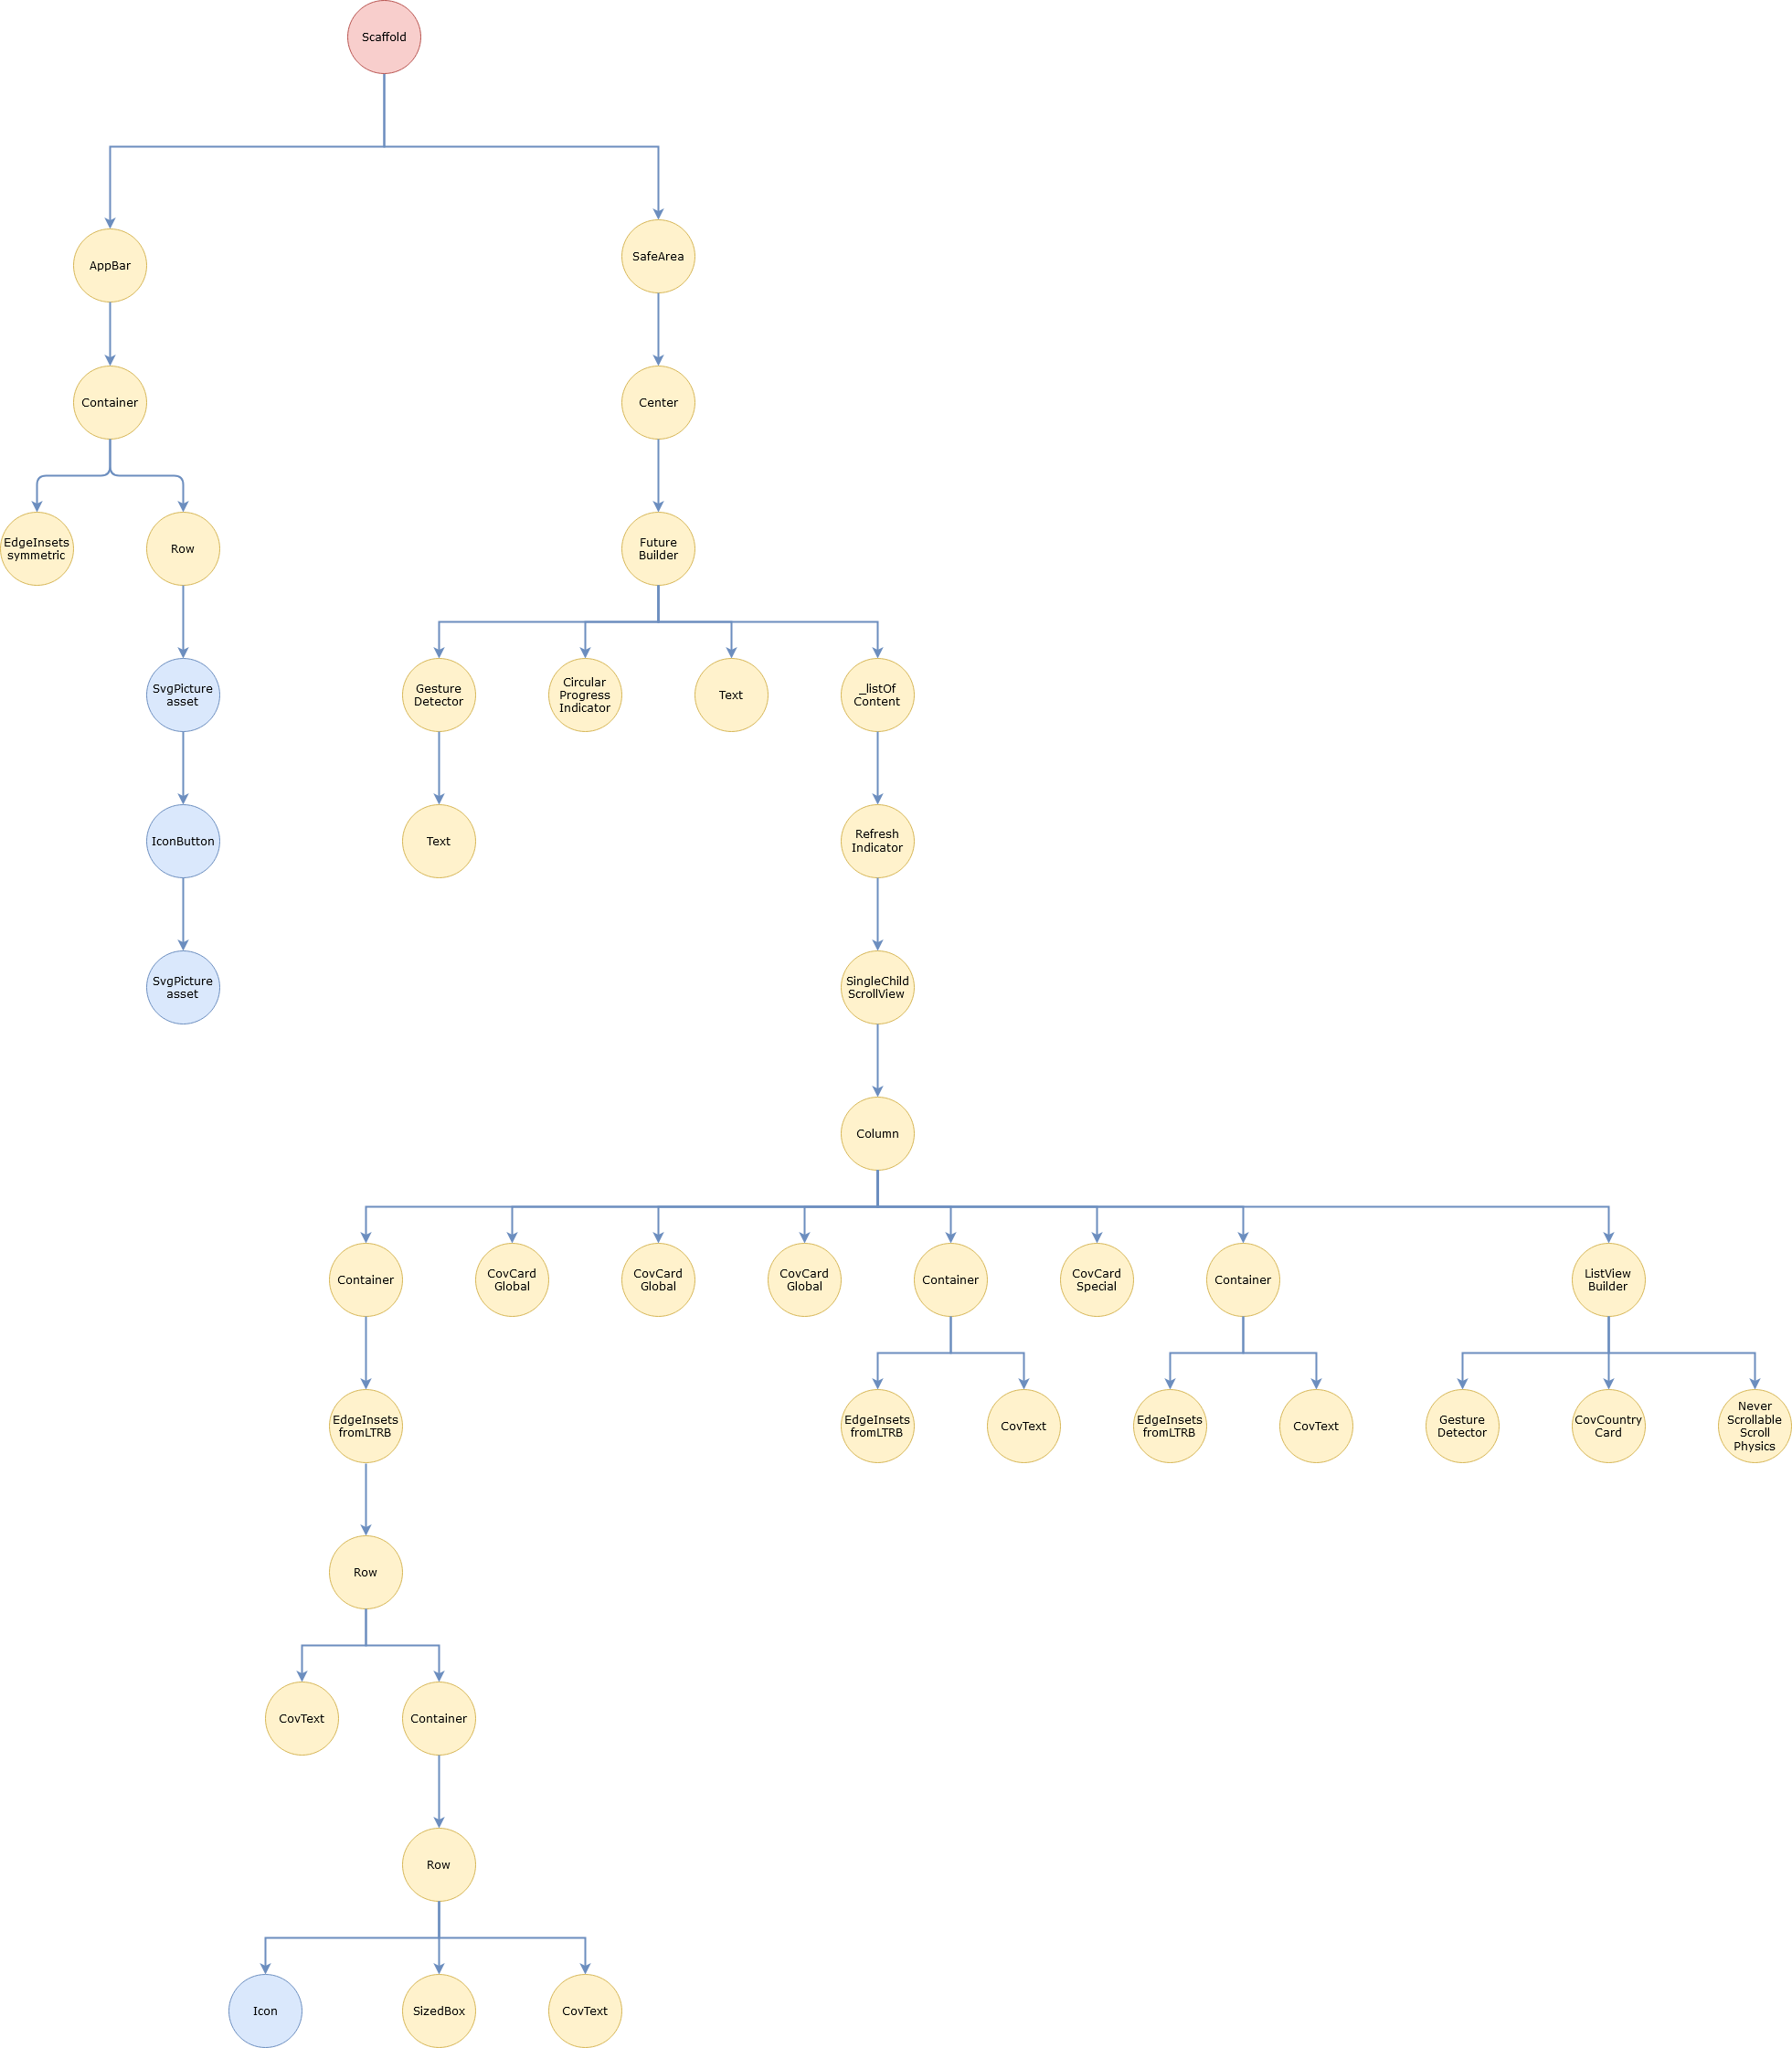 Scaffold
SafeArea
AppBar
Container
Center
EdgeInsets
symmetric
Row
Future
Builder
SvgPicture
asset
Gesture
Detector
Circular
Progress
Indicator
Text
_listOf
Content
IconButton
Text
Refresh
Indicator
SvgPicture
asset
SingleChild
ScrollView
Column
Container
CovCard
Global
CovCard
Global
CovCard
Global
Container
CovCard
Special
Container
ListView
Builder
EdgeInsets
fromLTRB
EdgeInsets
fromLTRB
CovText
EdgeInsets
fromLTRB
CovText
Gesture
Detector
CovCountry
Card
Never
Scrollable
Scroll
Physics
Row
CovText
Container
Row
Icon
SizedBox
CovText